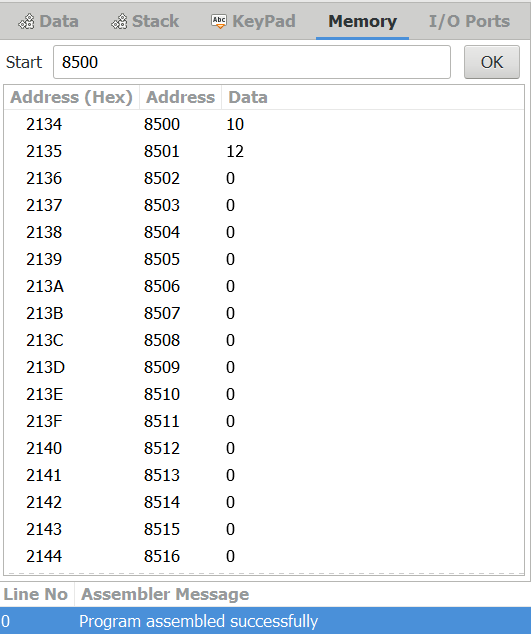 Data Stack Abc KeyPad Memory I/O Ports
Start 8500 OK
Address (Hex) Address Data
2134 8500 10
2135 8501 12
2136 8502 0
2137 8503 0
2138 8504 0
2139 8505 0
213A 8506 0
213B 8507 0
213C 8508 0
213D 8509 0
213E 8510 0
213F 8511 0
2140 8512 0
2141 8513 0
2142 8514 0
2143 8515 0
2144 8516 0
Line No Assembler Message
0 Program assembled successfully